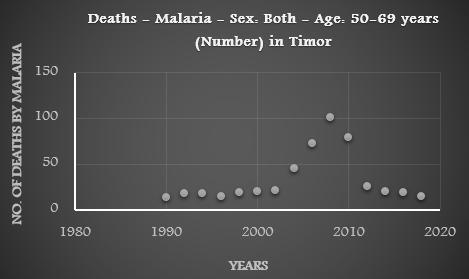 Deaths - Malaria - Sex: Both - Age: 50-69 years
(Number) in Timor
NO. OF DEATHS BY MALARIA
150
100
50
0
1980 1990 2000 2010 2020
YEARS